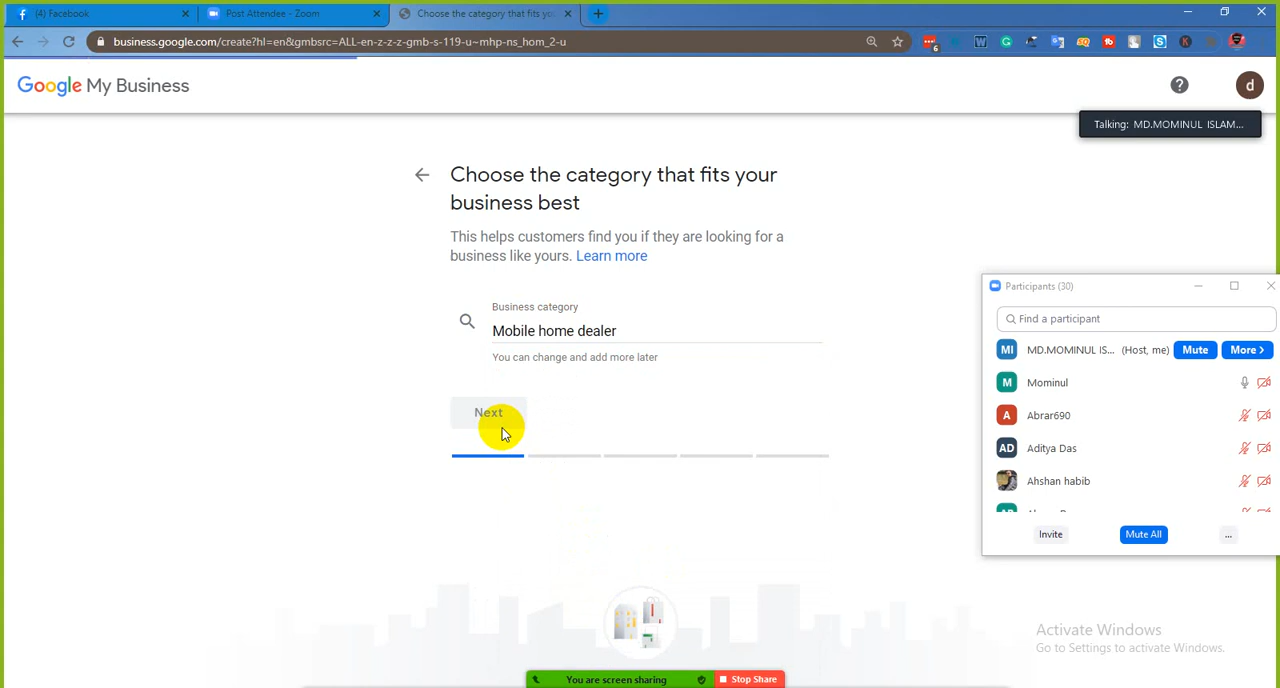 (4) Facebook
Post Attendee - Zoom
Choose the category that fits yo
business.google.com/create?hl=en&gmbsrc=ALL-en-z-z-z-gmb-s-119-u~mhp-ns_hom_2-u
6
Google My Business
d
Talking: MD.MOMINUL ISLAM...
Choose the category that fits your
business best
This helps customers find you if they are looking for a
business like yours. Learn more
Business category
Mobile home dealer
You can change and add more later
Next
Participants (30)
Find a participant
MI MD.MOMINUL IS... (Host, me) Mute More >
M Mominul
A Abrar690
AD Aditya Das
Ahshan habib
Invite Mute All ...
Activate Windows
Go to Settings to activate Windows.
You are screen sharing Stop Share